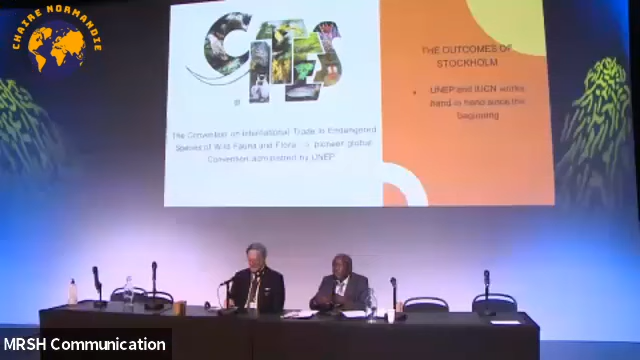 CHAIRE NORMANDIE
CITES
The Convention on International Trade in Endangered
Species of Wild Fauna and Flora
pioneer global
Convention administred by UNEP
THE OUTCOMES OF
STOCKHOLM
UNEP and IUCN works
hand in hand since the
beginning
MRSH Communication